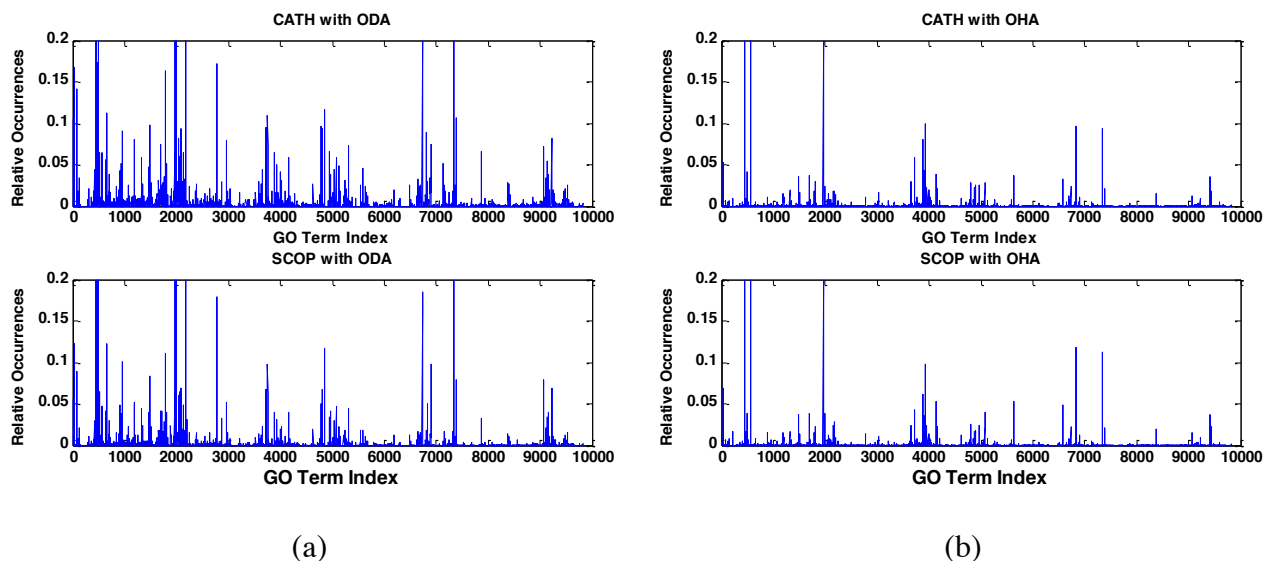 CATH with ODA
Relative Occurrences
0.2
0.15
0.1
0.05
0
0 1000 2000 3000 4000 5000 6000 7000 8000 9000 10000
GO Term Index
SCOP with ODA
Relative Occurrences
0.2
0.15
0.1
0.05
0
0 1000 2000 3000 4000 5000 6000 7000 8000 9000 10000
GO Term Index
(a)
CATH with OHA
Relative Occurrences
0.2
0.15
0.1
0.05
0
0 1000 2000 3000 4000 5000 6000 7000 8000 9000 10000
GO Term Index
SCOP with OHA
Relative Occurrences
0.2
0.15
0.1
0.05
0
0 1000 2000 3000 4000 5000 6000 7000 8000 9000 10000
GO Term Index
(b)